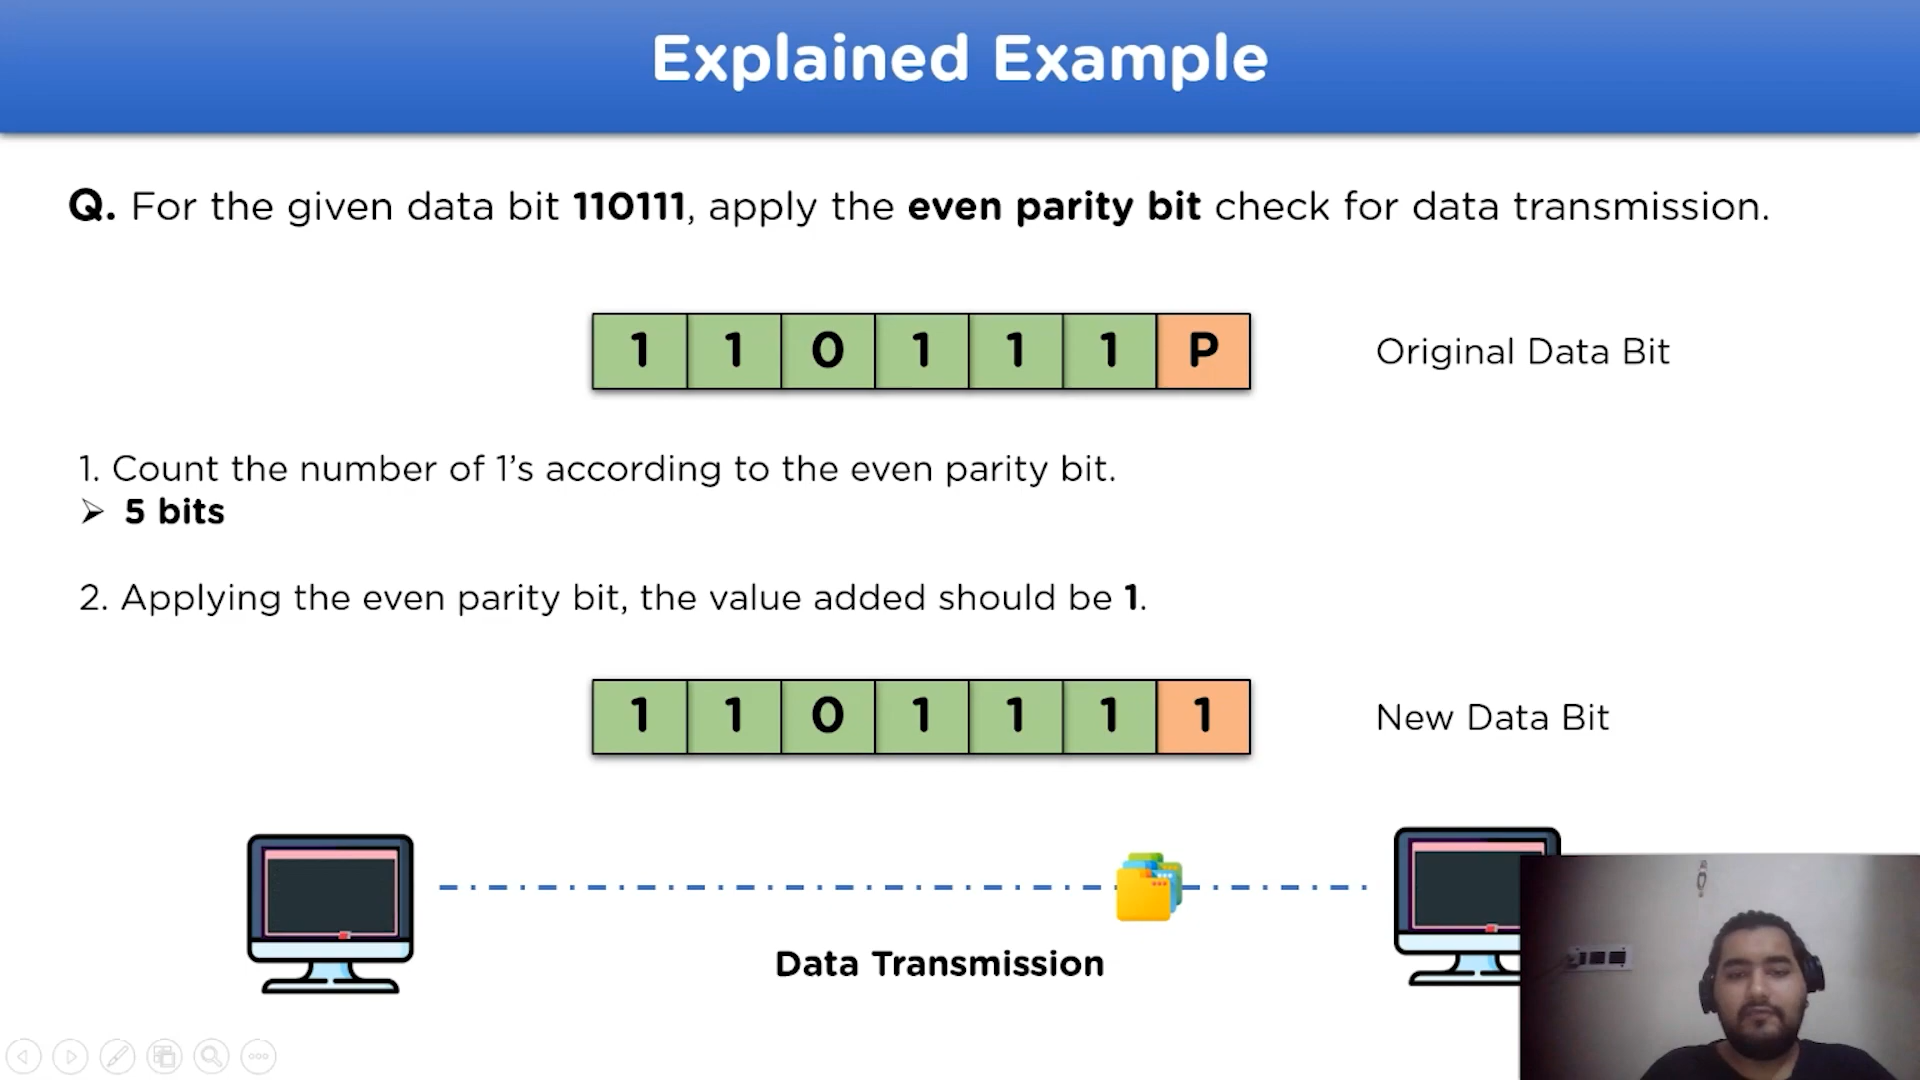 Explained Example
Q. For the given data bit 110111, apply the even parity bit check for data transmission.
1 1 0 1 1 1 P
Original Data Bit
1. Count the number of 1’s according to the even parity bit.
➢ 5 bits
2. Applying the even parity bit, the value added should be 1.
1 1 0 1 1 1 1
New Data Bit
Data Transmission